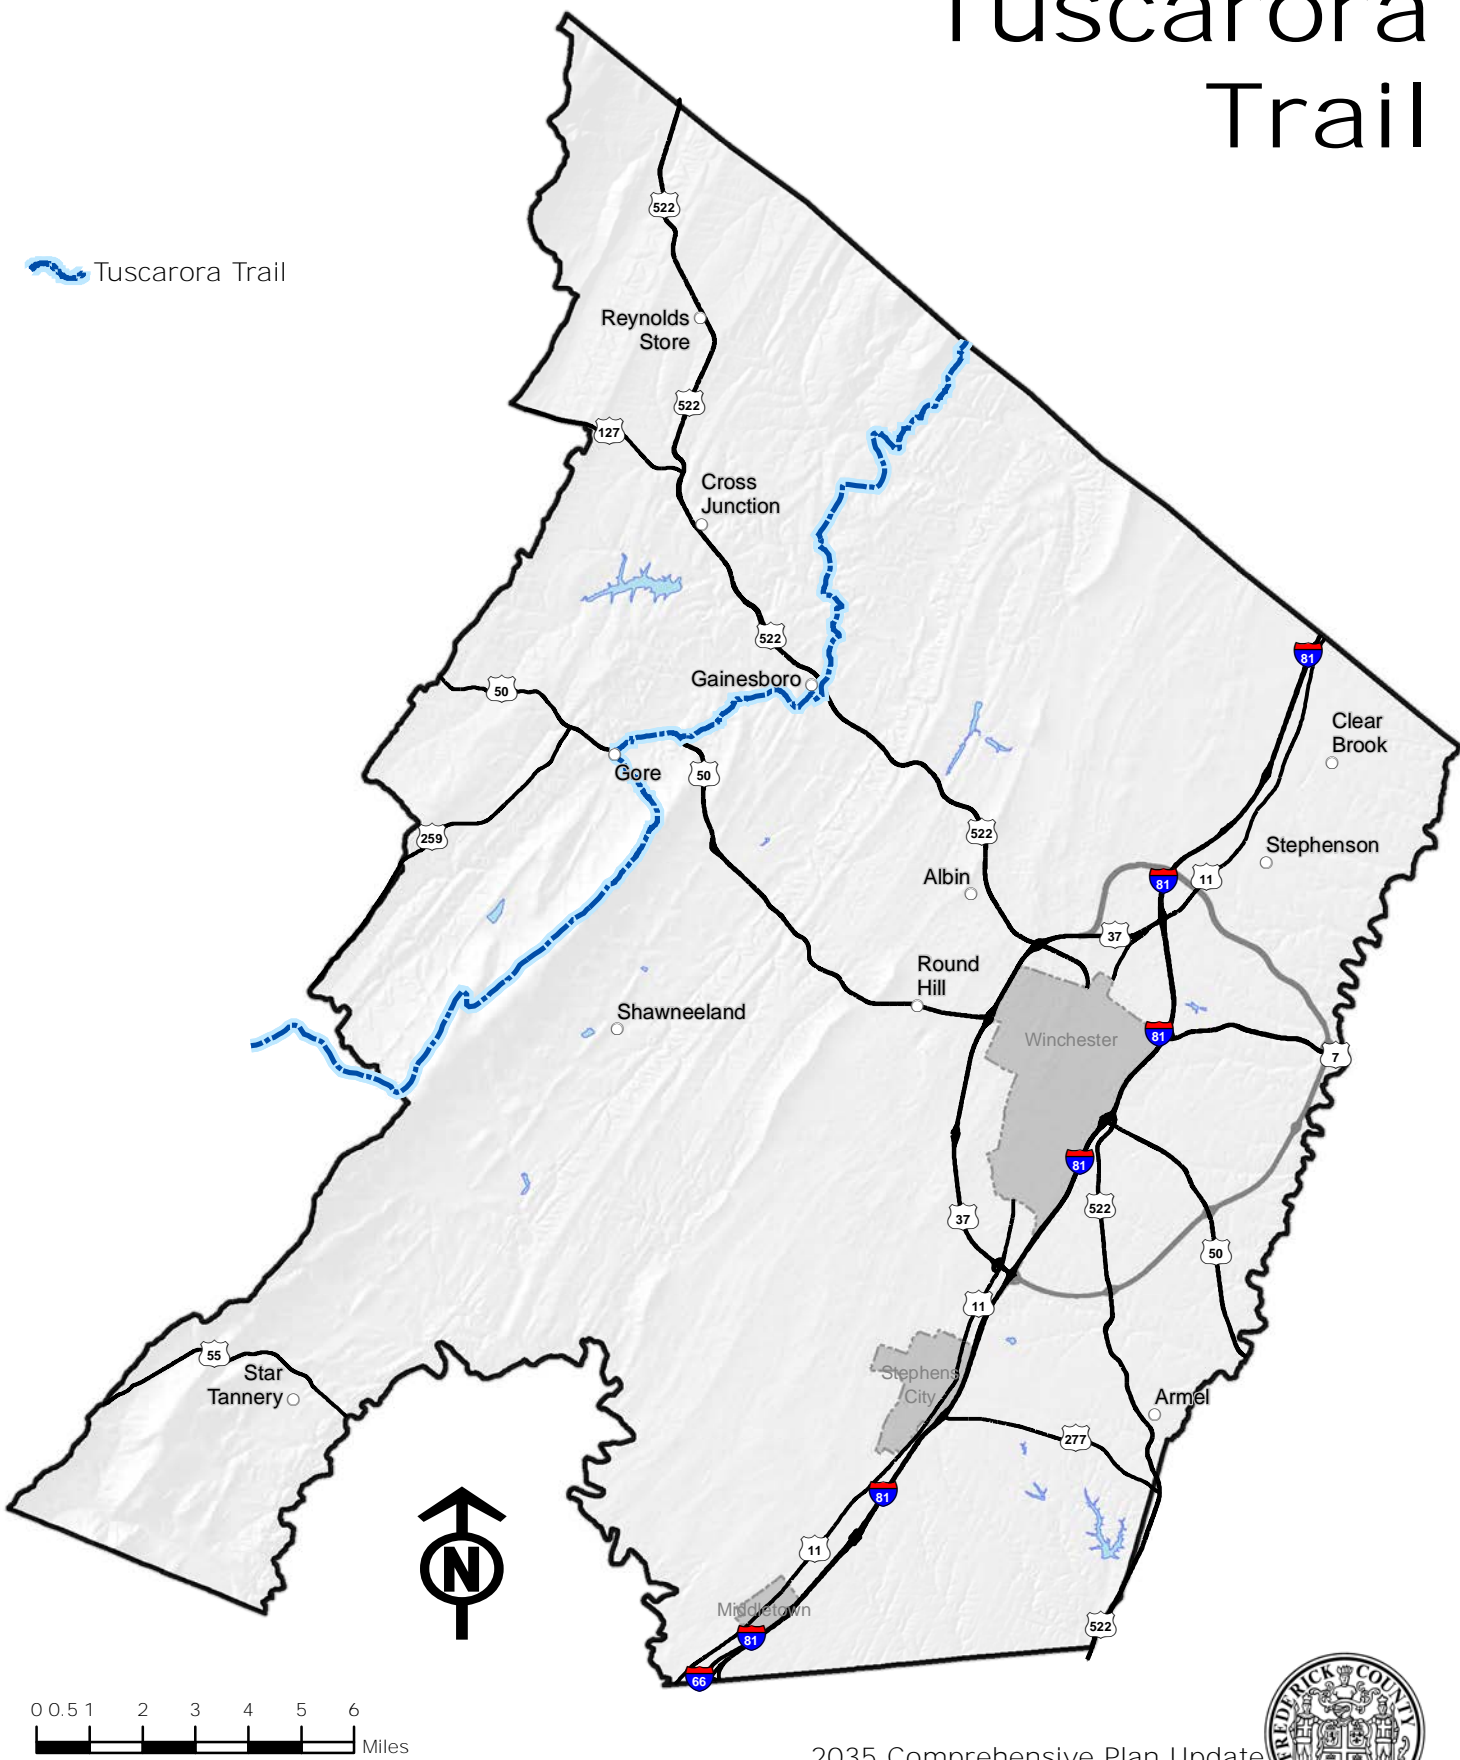 Tuscarora
Trail
Tuscarora Trail
522
Reynolds
Store
522
127
Cross
Junction
522
81
Gainesboro
50
Clear
Brook
Gore
50
259
522
Stephenson
Albin
81
11
37
Round
Hill
Shawneeland
Winchester
81
7
81
522
37
50
11
55
Star
Tannery
Stephens
City
Armel
277
81
11
Middletown
522
81
66
N
0 0.5 1 2 3 4 5 6
Miles
FREDERICK COUNTY
2035 Comprehensive Plan Update